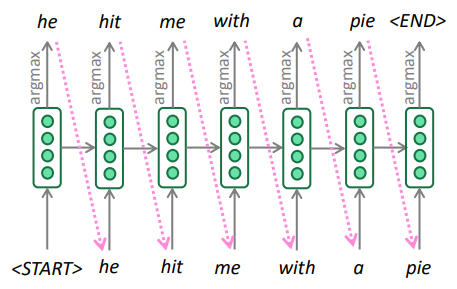 he hit me with a pie <END>
argmax argmax argmax argmax argmax argmax argmax
<START> he hit me with a pie